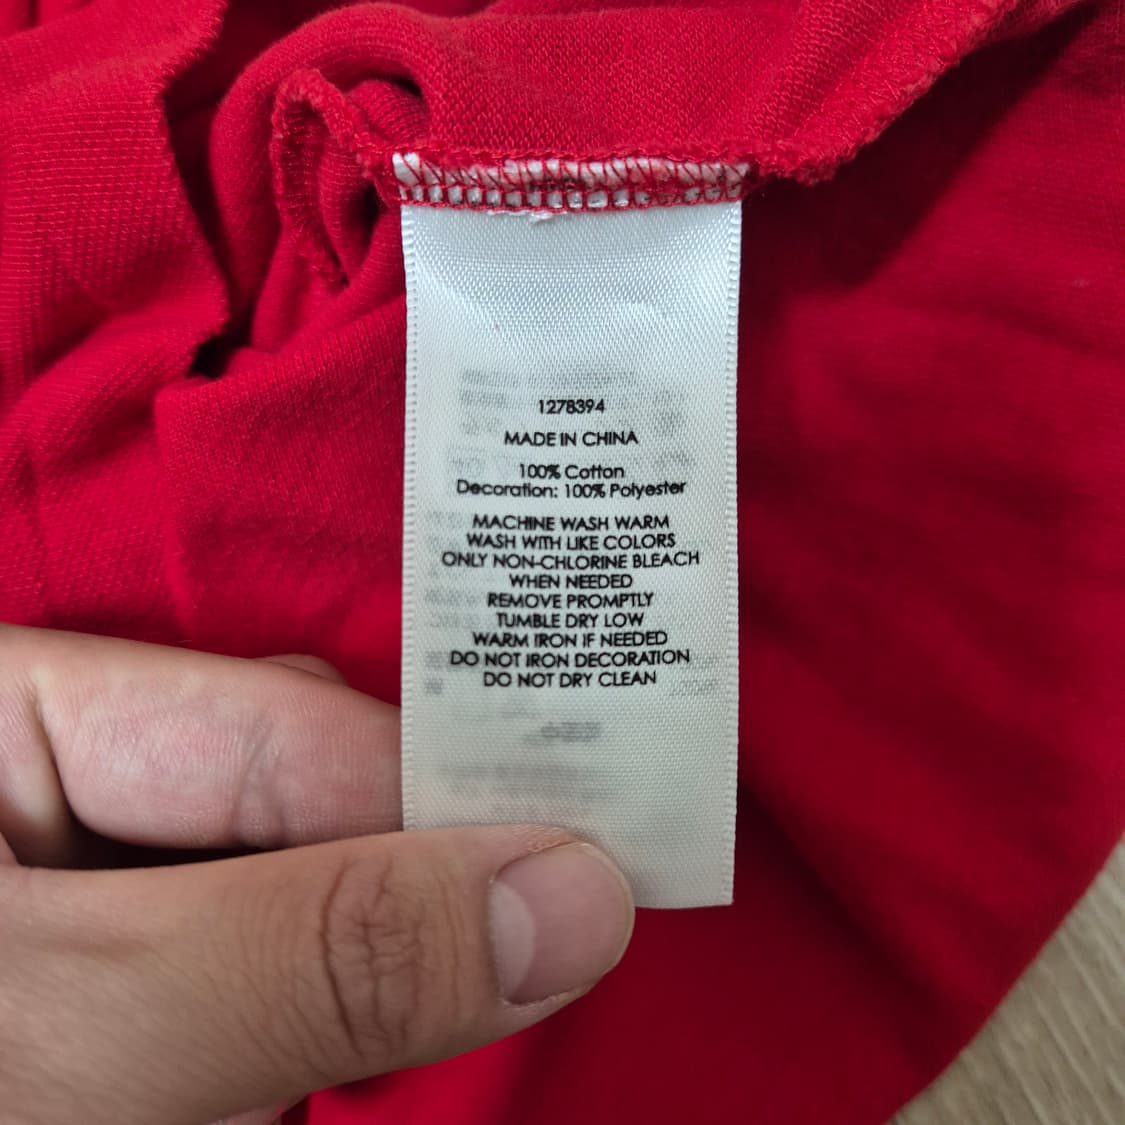 1278394
MADE IN CHINA
100% Cotton
Decoration: 100% Polyester
MACHINE WASH WARM
WASH WITH LIKE COLORS
ONLY NON-CHLORINE BLEACH
WHEN NEEDED
REMOVE PROMPTLY
TUMBLE DRY LOW
WARM IRON IF NEEDED
DO NOT IRON DECORATION
DO NOT DRY CLEAN